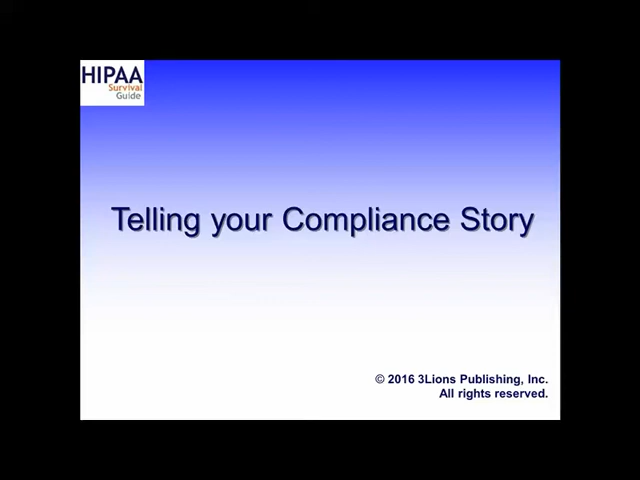 HIPAA
Survival
Guide
Telling your Compliance Story
© 2016 3Lions Publishing, Inc.
All rights reserved.